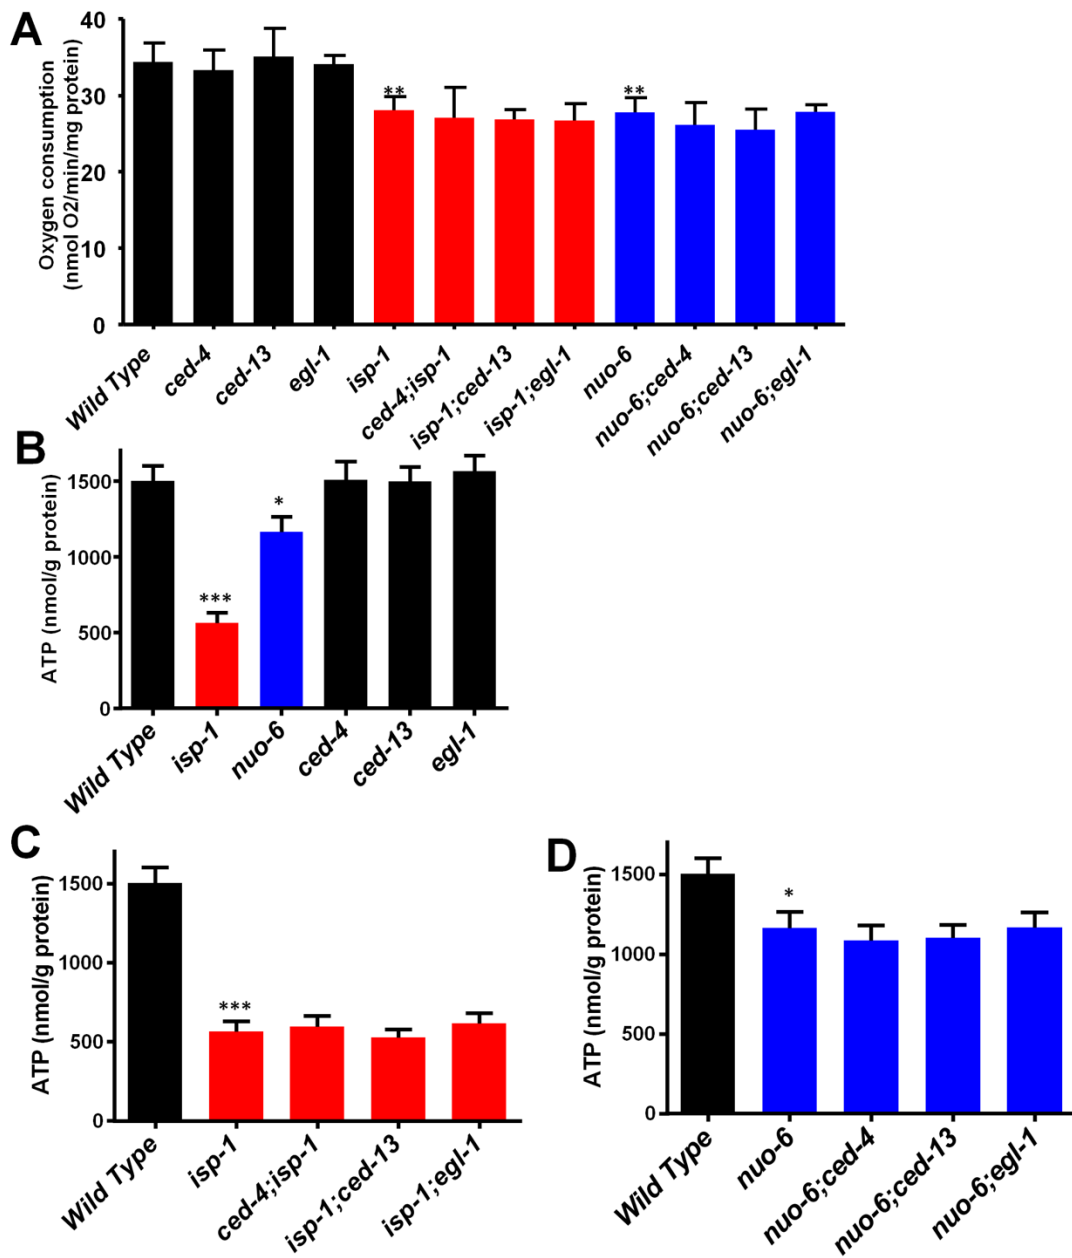 A
Oxygen consumption
(nmol O2/min/mg protein)
40
30
20
10
0
**
**
Wild Type
ced-4
ced-13
egl-1
isp-1
ced-4;isp-1
isp-1;ced-13
isp-1;egl-1
nuo-6
nuo-6;ced-4
nuo-6;ced-13
nuo-6;egl-1
B
ATP (nmol/g protein)
1500
1000
500
0
***
*
Wild Type
isp-1
nuo-6
ced-4
ced-13
egl-1
C
ATP (nmol/g protein)
1500
1000
500
0
***
Wild Type
isp-1
ced-4;isp-1
isp-1;ced-13
isp-1;egl-1
D
ATP (nmol/g protein)
1500
1000
500
0
*
Wild Type
nuo-6
nuo-6;ced-4
nuo-6;ced-13
nuo-6;egl-1